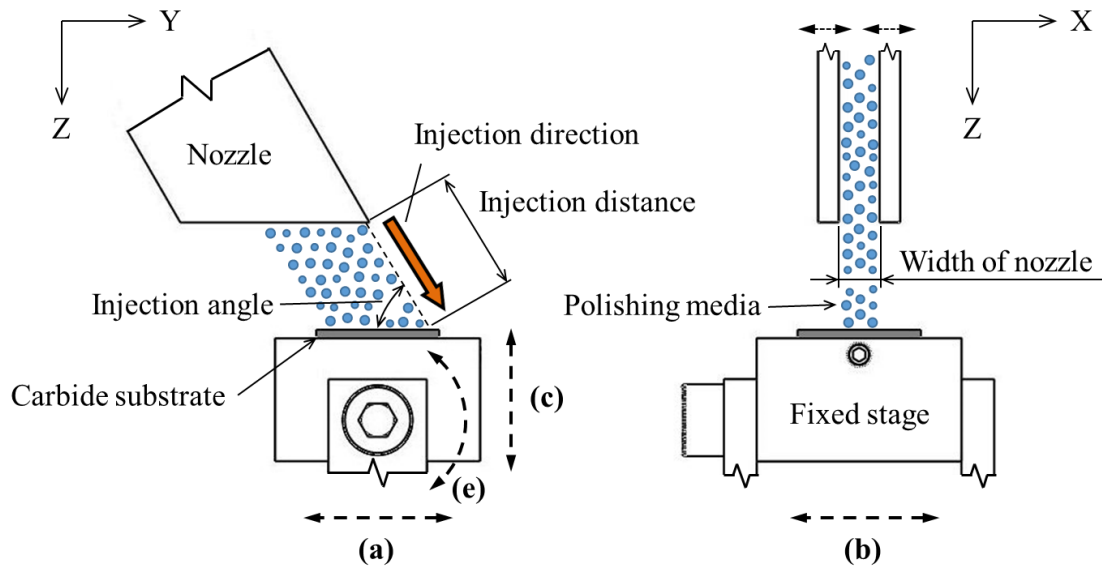 Y
Z
Nozzle
Injection direction
Injection distance
Injection angle
Carbide substrate
(c)
(e)
(a)
X
Z
Width of nozzle
Polishing media
Fixed stage
(b)